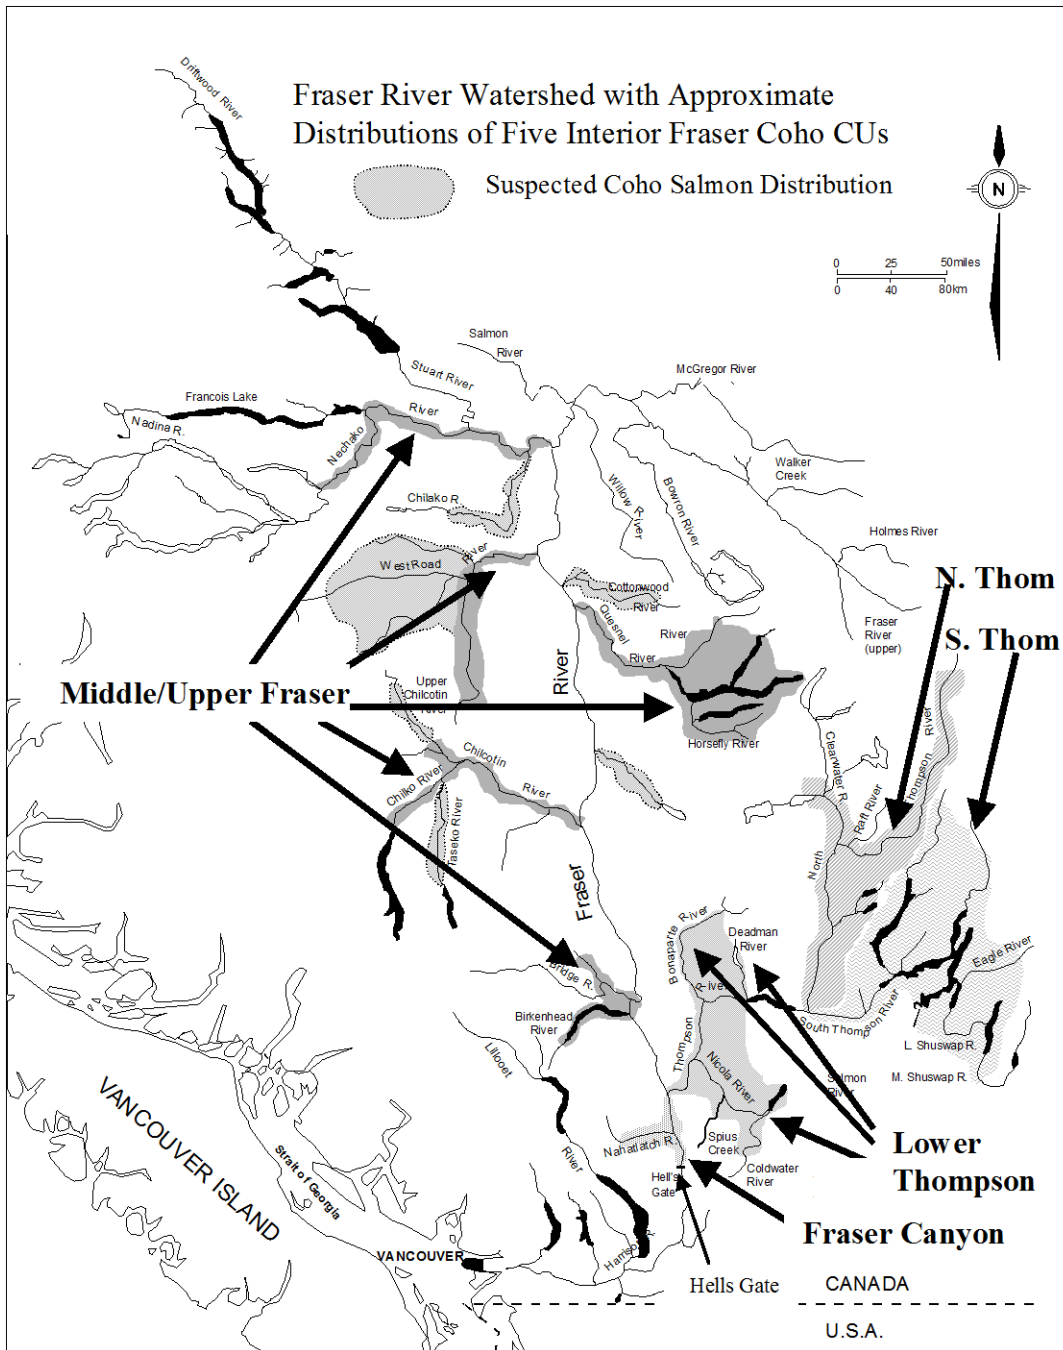 Driftwood River
Fraser River Watershed with Approximate
Distributions of Five Interior Fraser Coho CUs
Suspected Coho Salmon Distribution
N
0 25 50miles
0 40 80km
Salmon
River
McGregor River
Stuart River
Francois Lake
River
Nadina R.
Nechako
Walker
Creek
Willow River
Bowron River
Chilako R.
Holmes River
West Road
River
N. Thom
Cottonwood
River
Quesnel
River
River
Fraser
River
(upper)
S. Thom
River
Middle/Upper Fraser
Upper
Chilcotin
River
Horsefly River
Chilcotin
River
Chilko River
Taseko River
Clearwater R.
Raft River
Thompson
River
North
Fraser
Bonaparte River
Deadman
River
River
Eagle River
Bridge R.
Birkenhead
River
South Thompson River
L. Shuswap R.
M. Shuswap R.
Salmon
River
Thompson
Nicola River
Lillooet
River
Nahatlatch R.
Spius
Creek
Coldwater
River
Hell's
Gate
Lower
Thompson
Fraser Canyon
VANCOUVER ISLAND
Strait of Georgia
VANCOUVER
Harrison R.
Hells Gate
CANADA
U.S.A.